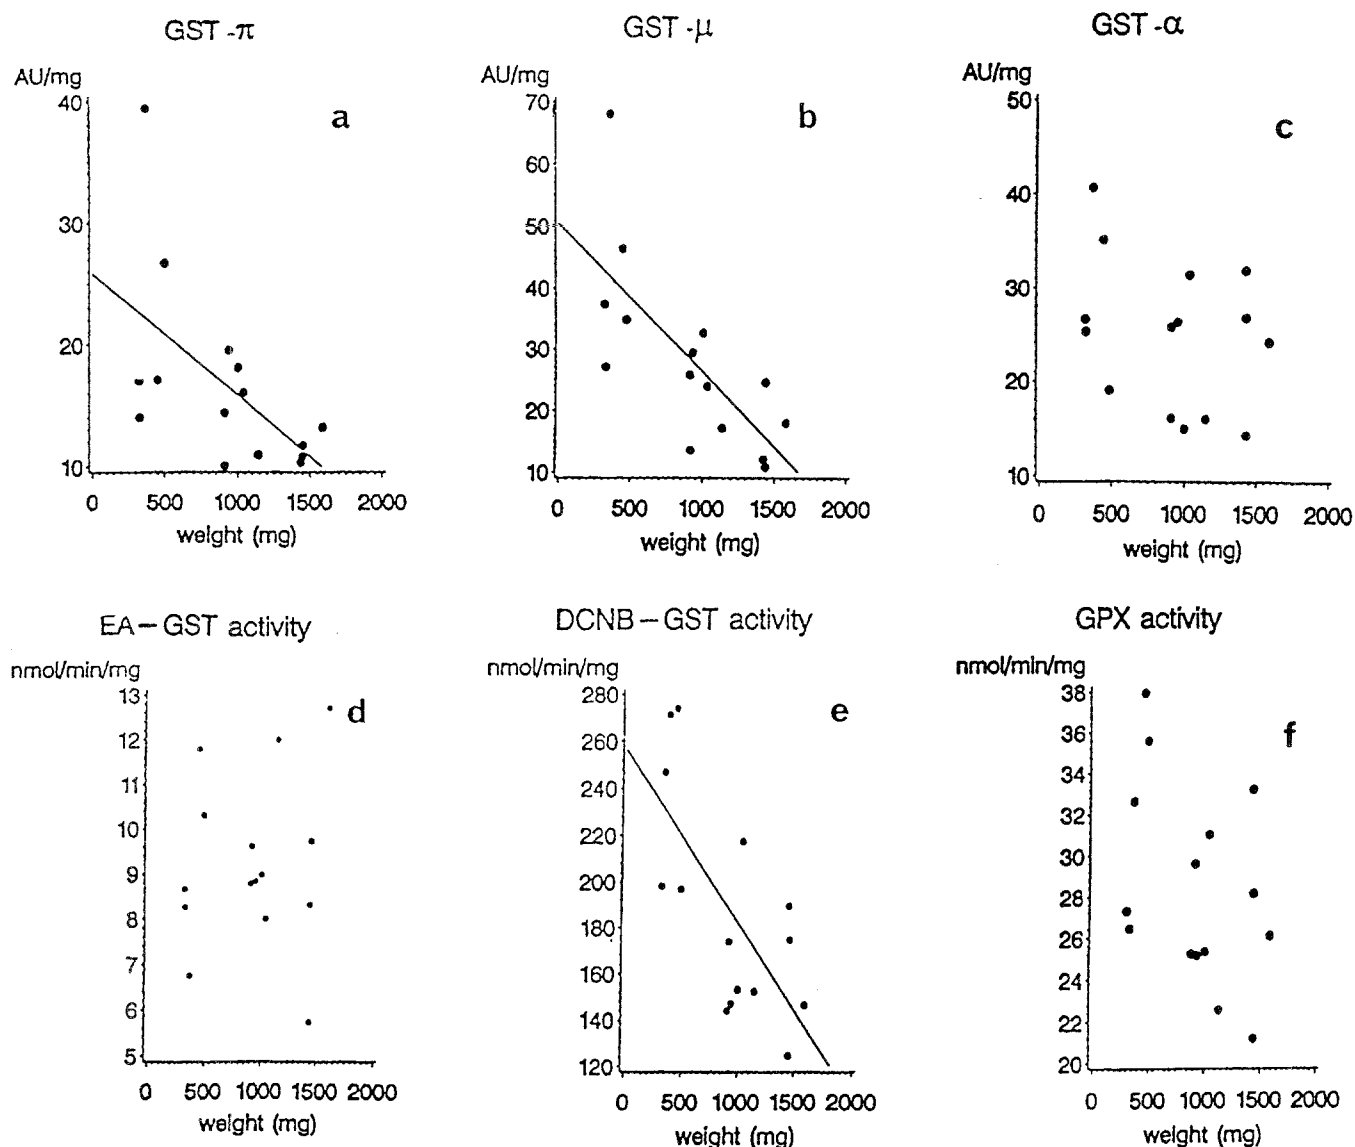 GST -π
AU/mg
a
40
30
20
10
0 500 1000 1500 2000
weight (mg)
GST -μ
AU/mg
b
70
60
50
40
30
20
10
0 500 1000 1500 2000
weight (mg)
GST -α
AU/mg
c
50
40
30
20
10
0 500 1000 1500 2000
weight (mg)
EA-GST activity
nmol/min/mg
d
13
12
11
10
9
8
7
6
5
0 500 1000 1500 2000
weight (mg)
DCNB-GST activity
nmol/min/mg
e
280
260
240
220
200
180
160
140
120
0 500 1000 1500 2000
weight (mg)
GPX activity
nmol/min/mg
f
38
36
34
32
30
28
26
24
22
20
0 500 1000 1500 2000
weight (mg)